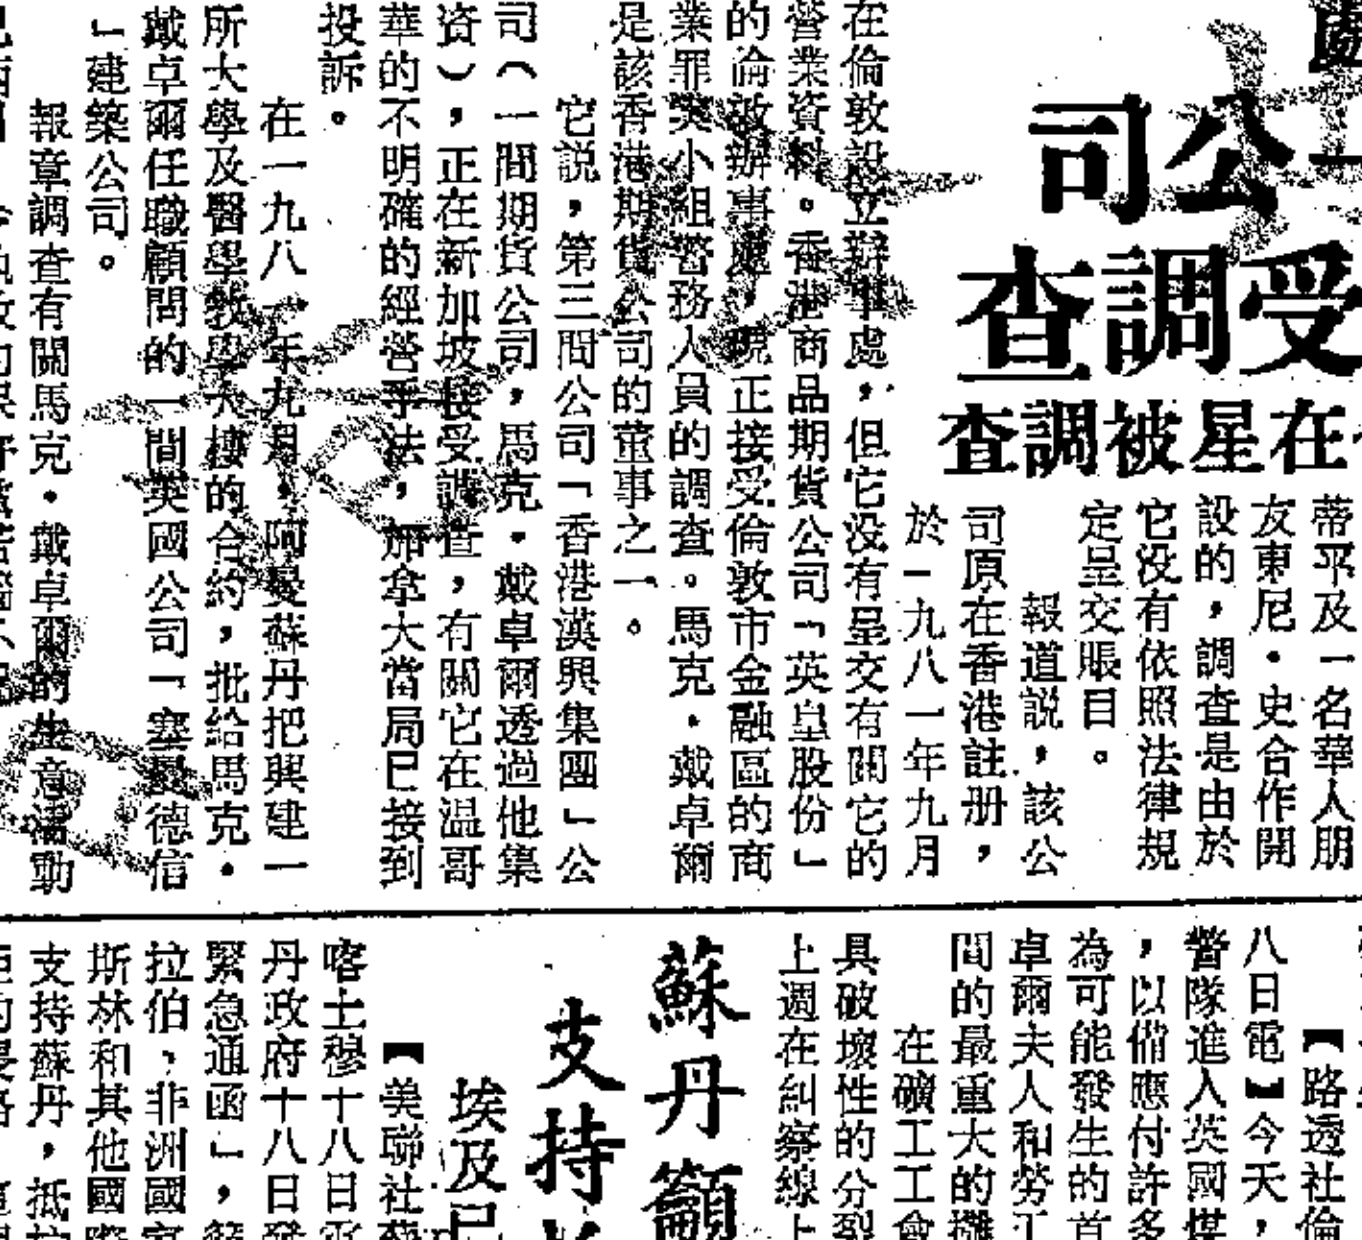 公司
受調查
在星被調查
蒂平及一名華人朋
友東尼・史合作開
設的，調查是由於
它没有依照法律規
定呈交賬目。
報道説，該公
司原在香港註册，
於一九八一年九月
在倫敦設立辦事處，但它没有呈交有關它的
營業資料。香港商品期貨公司「英皇股份」
的倫敦辦事處，現正接受倫敦市金融區的商
業罪案小組警務人員的調查。馬克・戴卓爾
是該香港期貨公司的董事之一。
它説，第三間公司「香港漢興集團」公
司（一間期貨公司，馬克・戴卓爾透過他集
資），正在新加坡接受調查，有關它在温哥
華的不明確的經營手法，加拿大當局已接到
投訴。
在一九八一年九月，阿曼蘇丹把興建一
所大學及醫學教學大樓的合約，批給馬克・
戴卓爾任職顧問的一間英國公司「塞曼德信
」建築公司。
報章調查有關馬克・戴卓爾的生意活動
【路透社倫
八日電】今天，
警隊進入英國煤
，以備應付許多
為可能發生的首
卓爾夫人和勞工
間的最重大的攤
在礦工工會
具破壞性的分裂
上週在糾察線上
蘇丹籲
支持
埃及已
【美聯社蘇
喀土穆十八日電
丹政府十八日發
緊急通函」，籲
拉伯、非洲國家
斯林和其他國際
支持蘇丹，抵抗